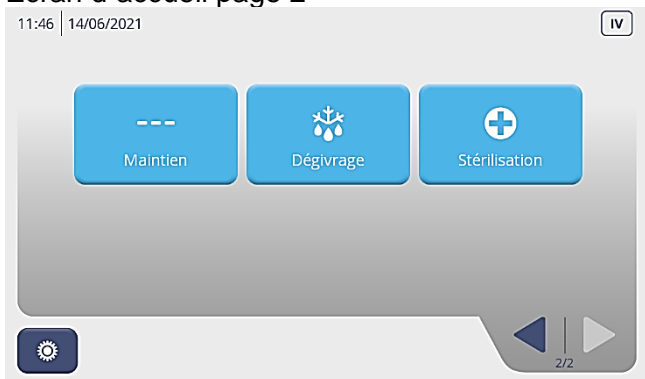 Ecran d'accueil page 2
11:46 14/06/2021
IV
---
Maintien
Dégivrage
Stérilisation
2/2